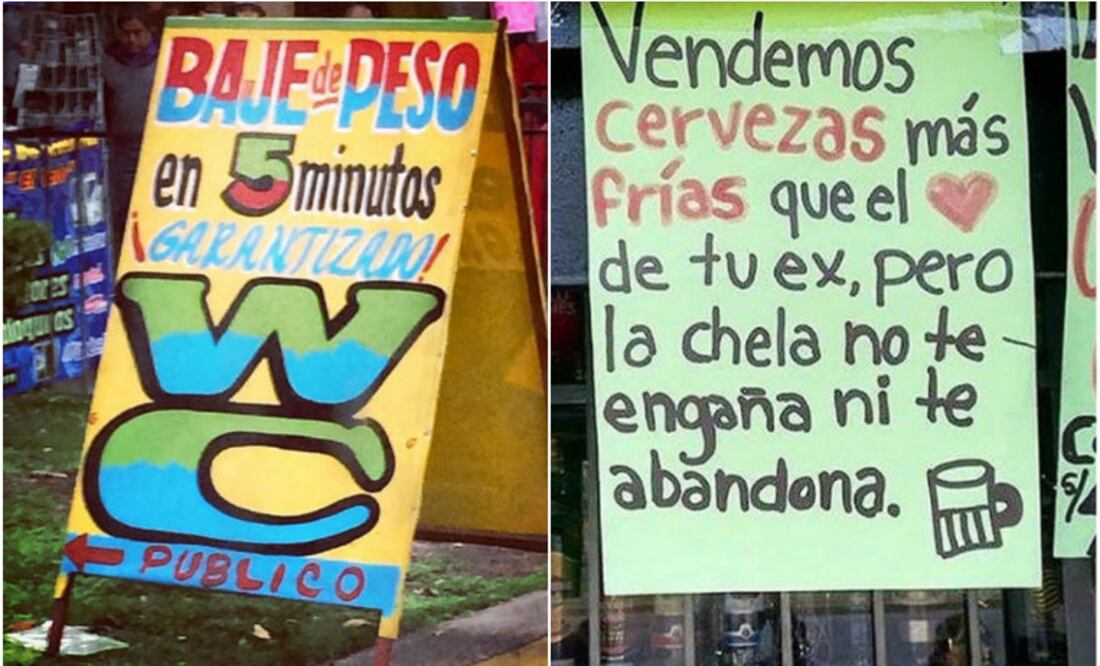 BAJE de PESO
en 5 minutos
¡GARANTIZADO!
WC
PUBLICO
Vendemos
cervezas más
frías que el ❤
de tu ex, pero
la chela no te
engaña ni te
abandona.